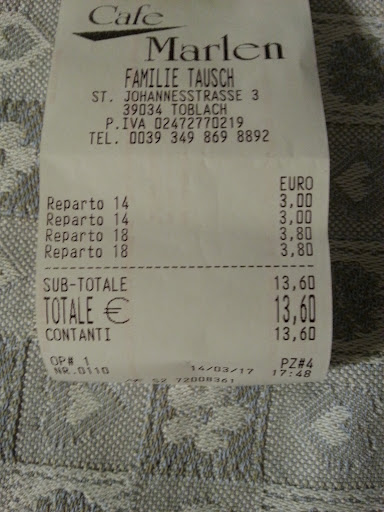 Cafe
Marlen
FAMILIE TAUSCH
ST. JOHANNESSTRASSE 3
39034 TOBLACH
P.IVA 02472770219
TEL. 0039 349 869 8892
EURO
Reparto 14 3,00
Reparto 14 3,00
Reparto 18 3,80
Reparto 18 3,80
SUB-TOTALE 13,60
TOTALE € 13,60
CONTANTI 13,60
OP# 1 PZ#4
NR.0110 14/03/17 17:48
SZ 72008361